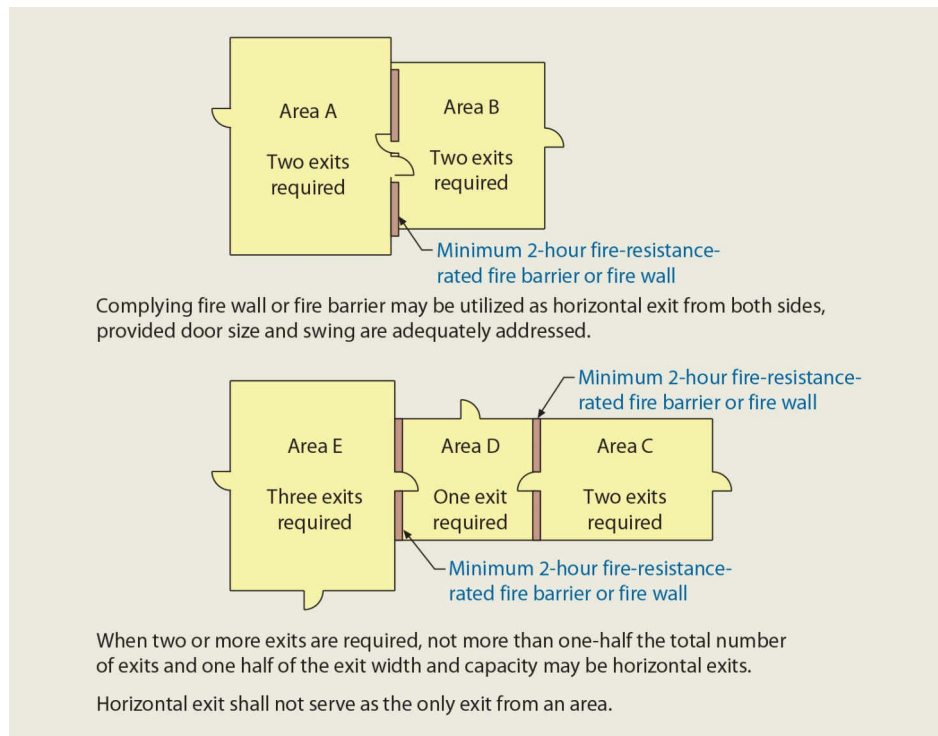 Area A
Two exits
required
Area B
Two exits
required
Minimum 2-hour fire-resistance-
rated fire barrier or fire wall
Complying fire wall or fire barrier may be utilized as horizontal exit from both sides,
provided door size and swing are adequately addressed.
Minimum 2-hour fire-resistance-
rated fire barrier or fire wall
Area E
Three exits
required
Area D
One exit
required
Area C
Two exits
required
Minimum 2-hour fire-resistance-
rated fire barrier or fire wall
When two or more exits are required, not more than one-half the total number
of exits and one half of the exit width and capacity may be horizontal exits.
Horizontal exit shall not serve as the only exit from an area.